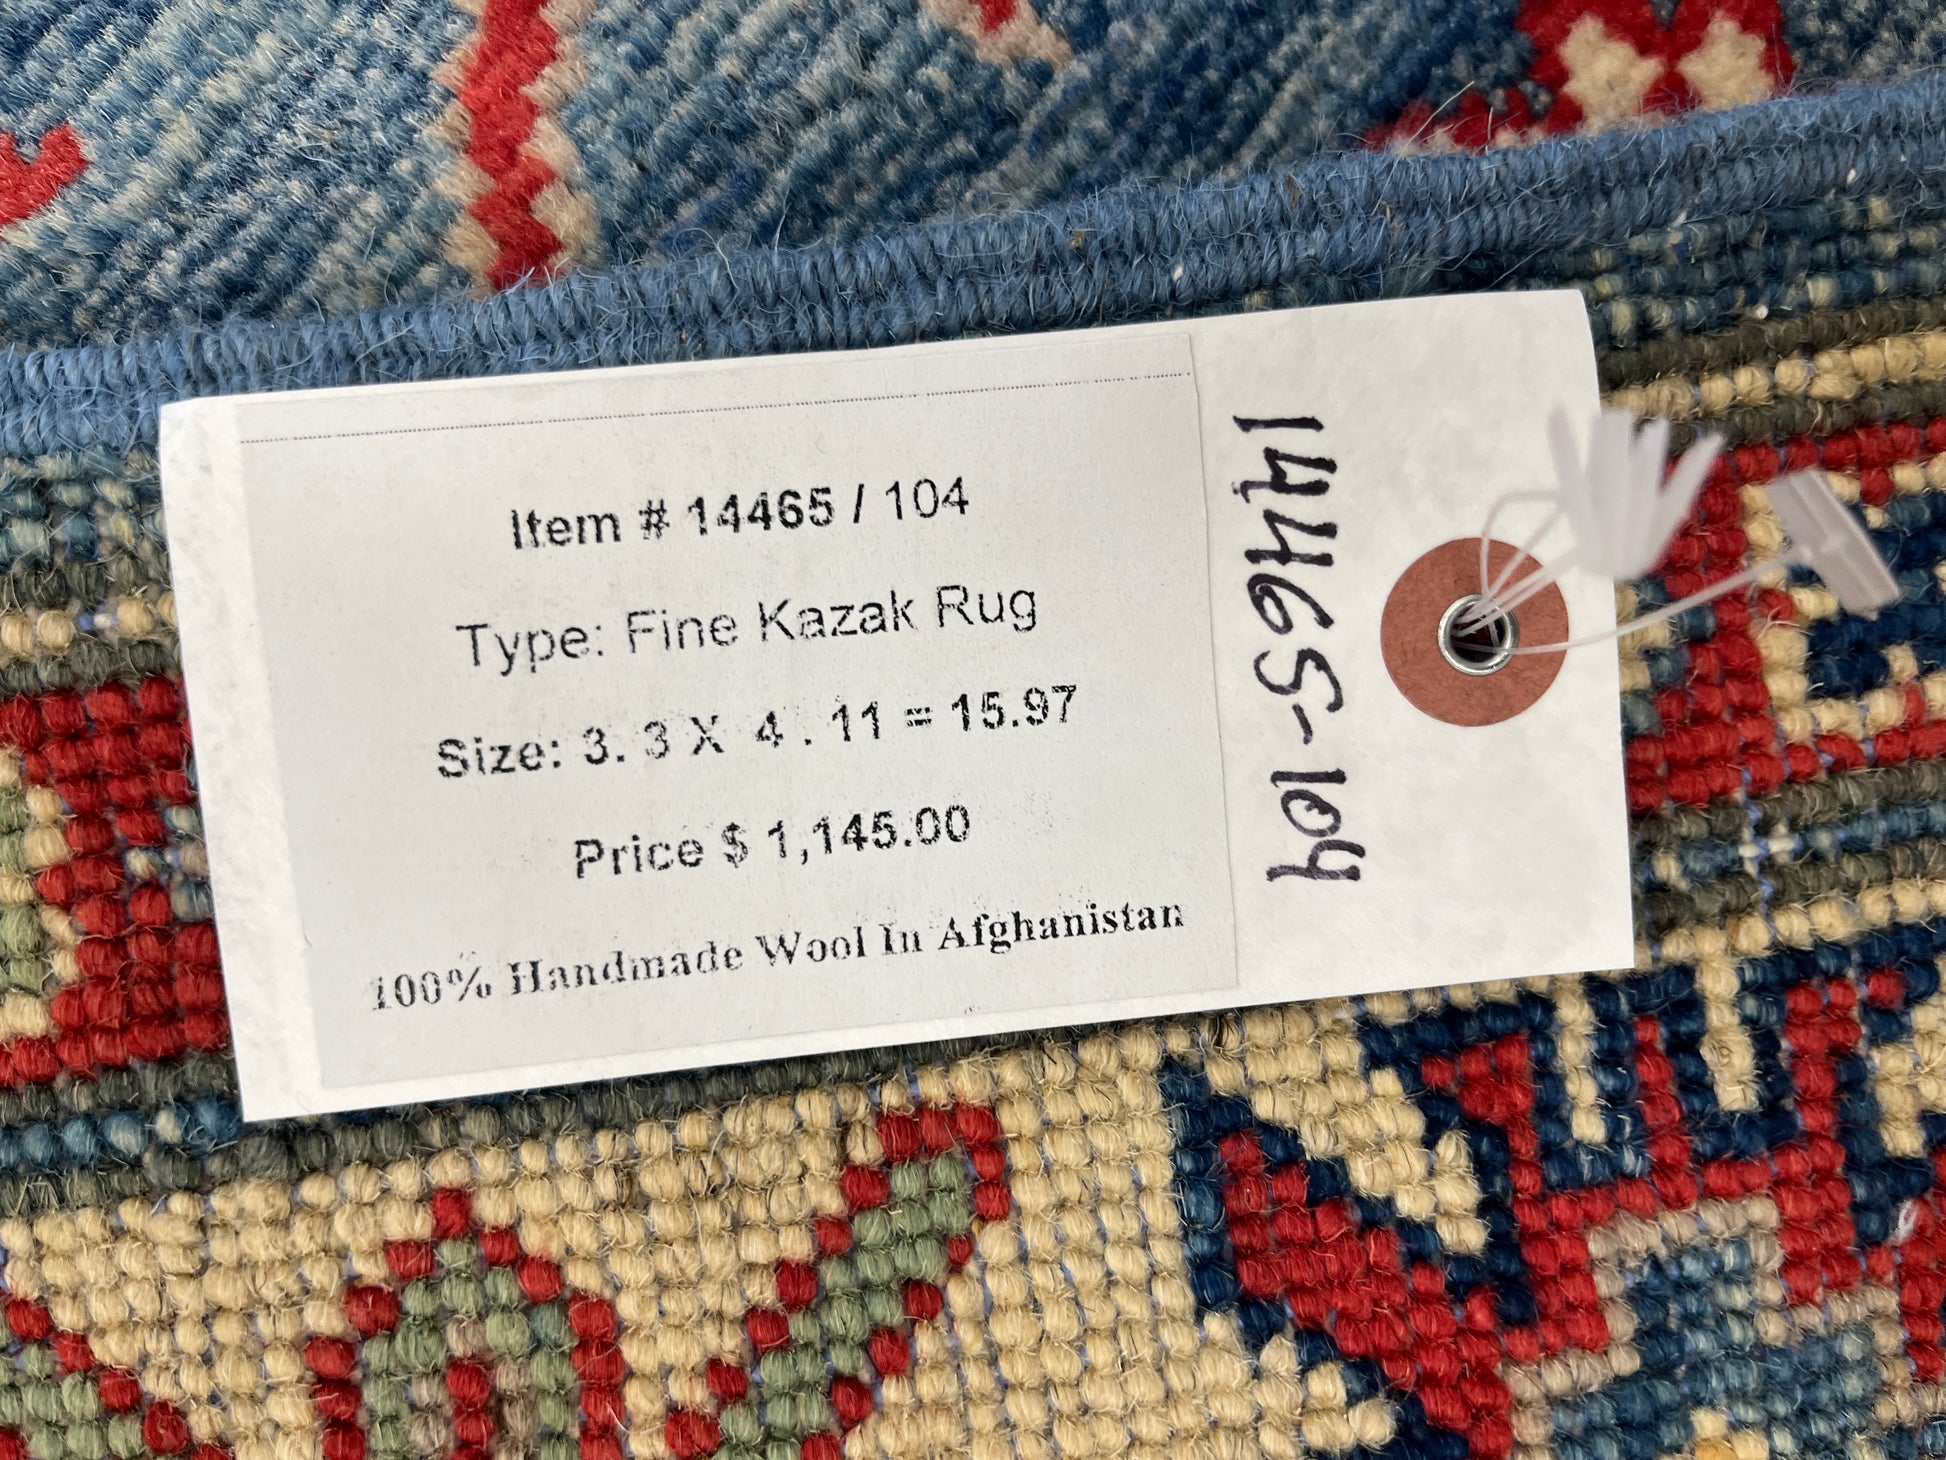 Item # 14465 / 104
Type: Fine Kazak Rug
Size: 3. 3 X 4 . 11 = 15.97
Price $ 1,145.00
100% Handmade Wool In Afghanistan
14465-104